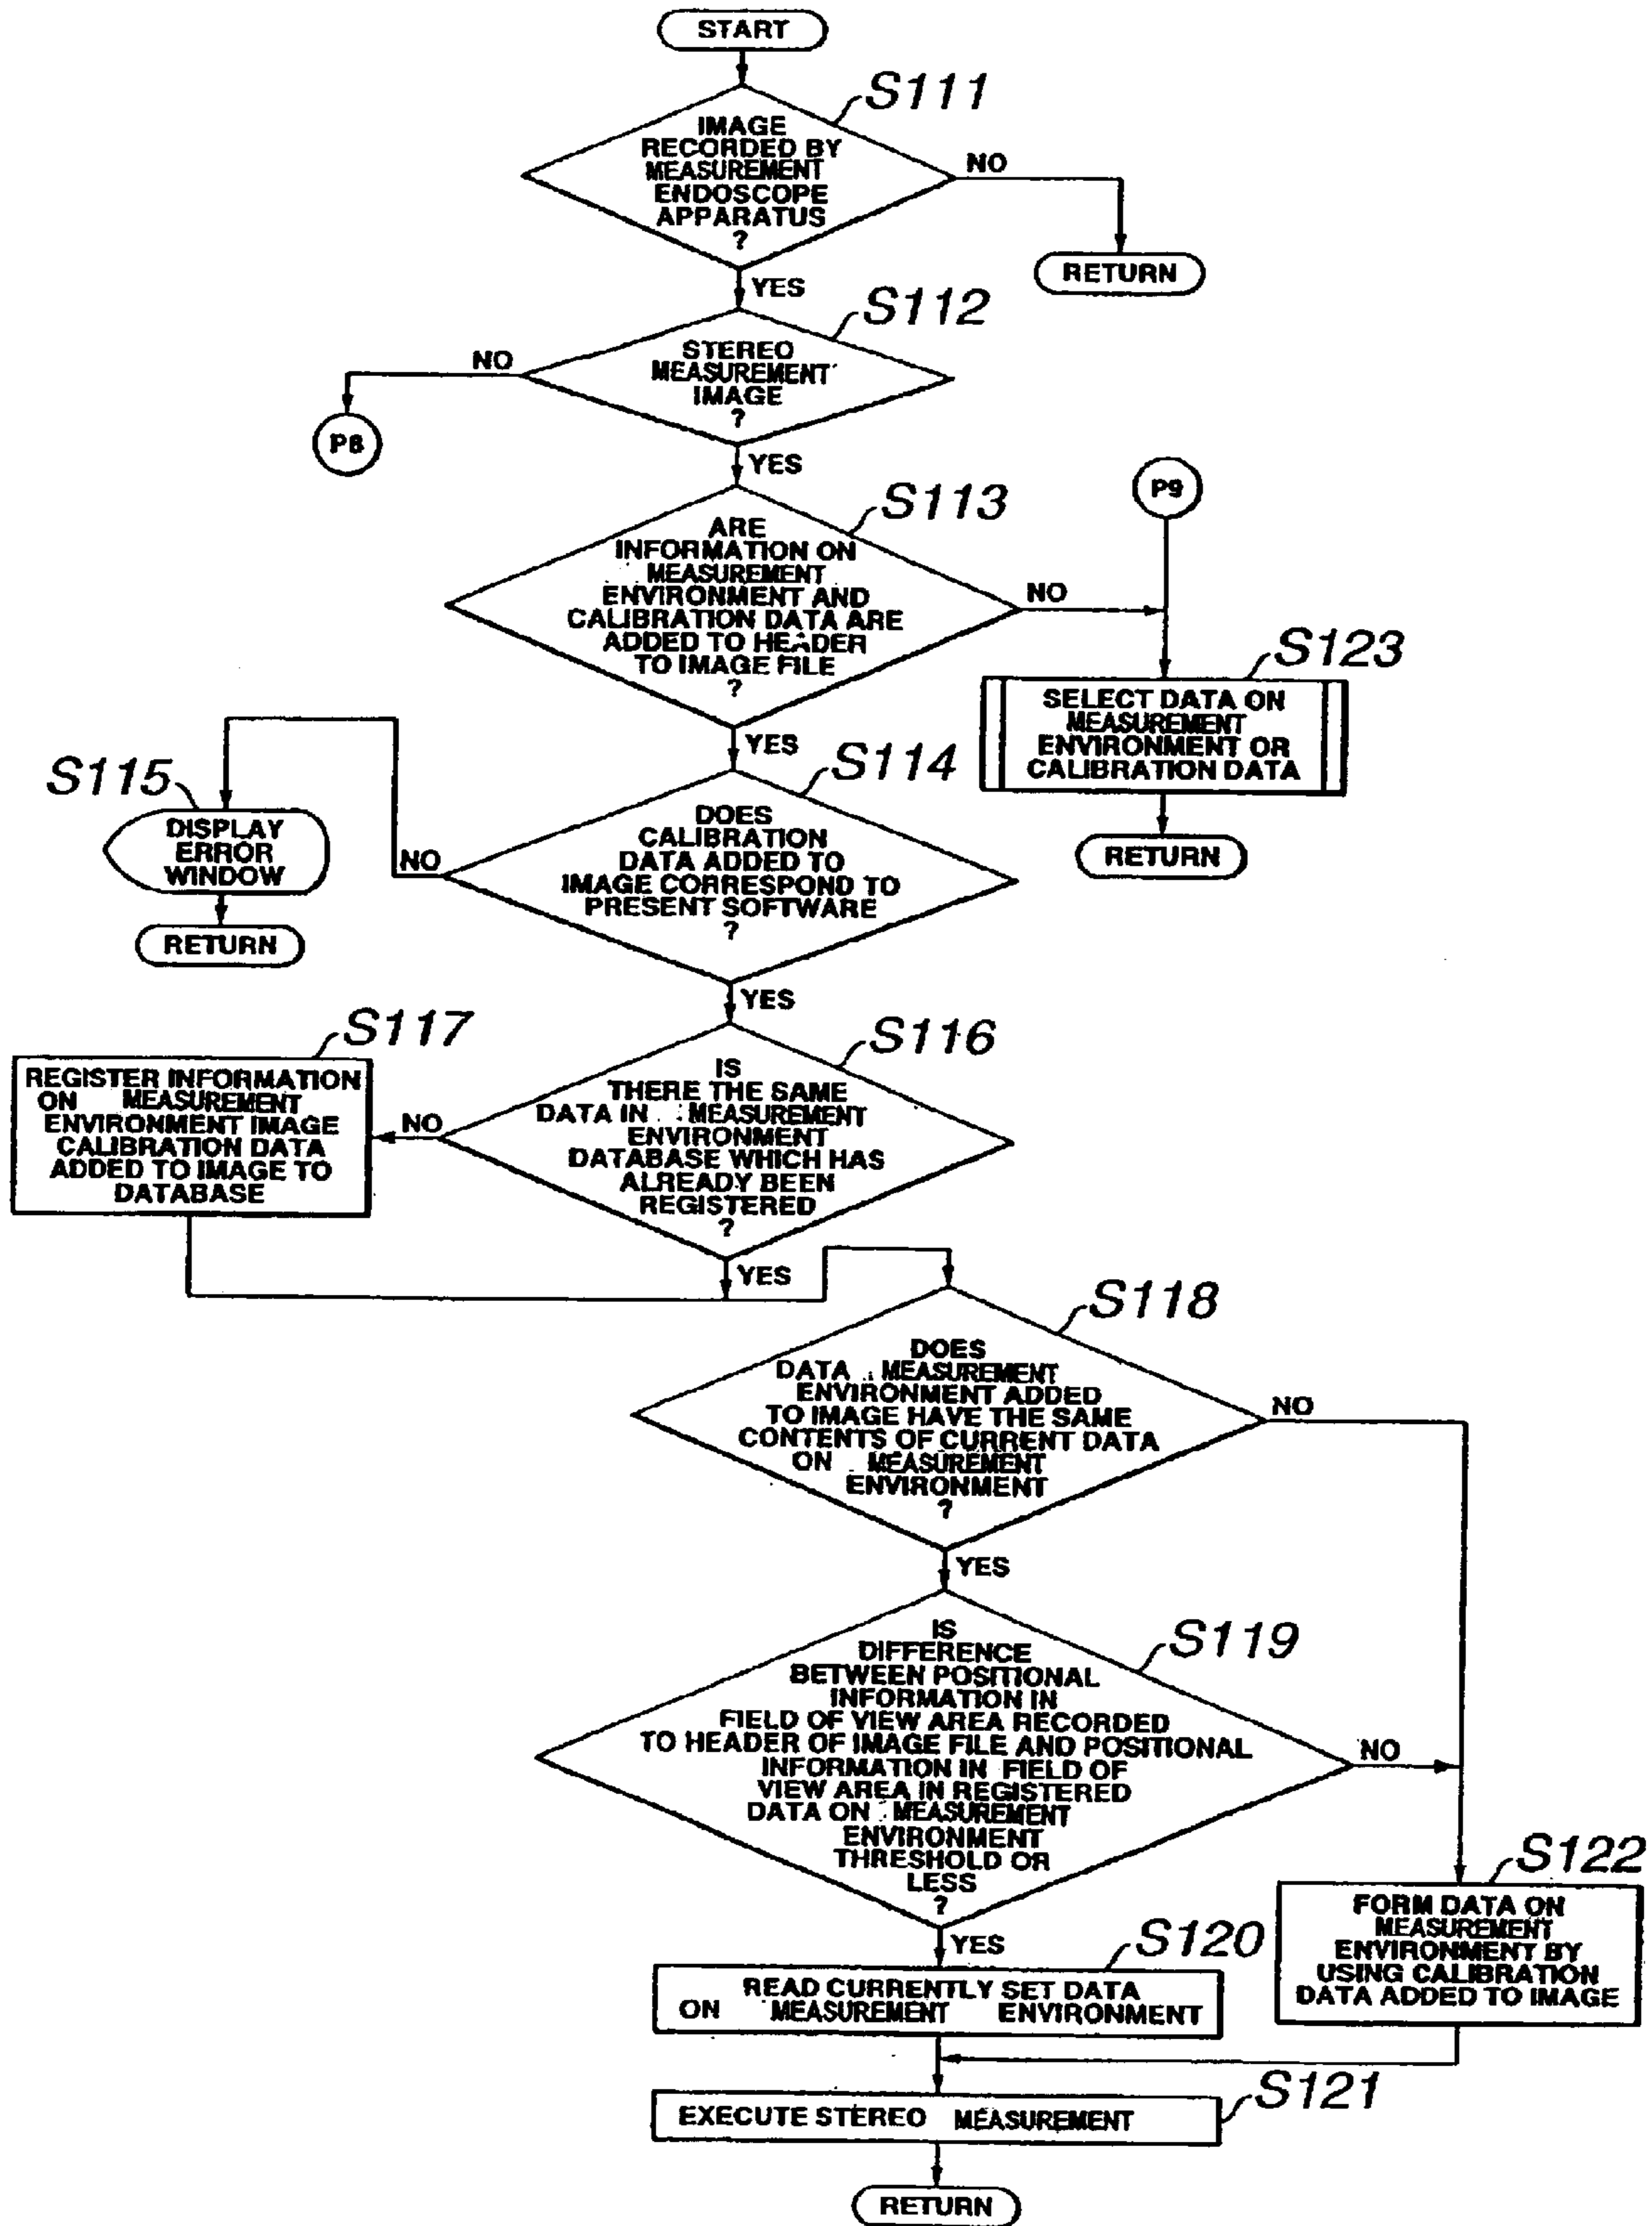 START
S111
IMAGE
RECORDED BY
MEASUREMENT
ENDOSCOPE
APPARATUS
?
NO
RETURN
YES
S112
STEREO
MEASUREMENT
IMAGE
?
NO
P8
YES
P9
S113
ARE
INFORMATION ON
MEASUREMENT
ENVIRONMENT AND
CALIBRATION DATA ARE
ADDED TO HEADER
TO IMAGE FILE
?
NO
S123
SELECT DATA ON
MEASUREMENT
ENVIRONMENT OR
CALIBRATION DATA
RETURN
YES
S114
DOES
CALIBRATION
DATA ADDED TO
IMAGE CORRESPOND TO
PRESENT SOFTWARE
?
NO
S115
DISPLAY
ERROR
WINDOW
RETURN
YES
S116
IS
THERE THE SAME
DATA IN MEASUREMENT
ENVIRONMENT
DATABASE WHICH HAS
ALREADY BEEN
REGISTERED
?
NO
S117
REGISTER INFORMATION
ON MEASUREMENT
ENVIRONMENT IMAGE
CALIBRATION DATA
ADDED TO IMAGE TO
DATABASE
YES
S118
DOES
DATA MEASUREMENT
ENVIRONMENT ADDED
TO IMAGE HAVE THE SAME
CONTENTS OF CURRENT DATA
ON MEASUREMENT
ENVIRONMENT
?
NO
YES
S119
IS
DIFFERENCE
BETWEEN POSITIONAL
INFORMATION IN
FIELD OF VIEW AREA RECORDED
TO HEADER OF IMAGE FILE AND POSITIONAL
INFORMATION IN FIELD OF
VIEW AREA IN REGISTERED
DATA ON MEASUREMENT
ENVIRONMENT
THRESHOLD OR
LESS
?
NO
YES
S122
FORM DATA ON
MEASUREMENT
ENVIRONMENT BY
USING CALIBRATION
DATA ADDED TO IMAGE
S120
READ CURRENTLY SET DATA
ON MEASUREMENT ENVIRONMENT
S121
EXECUTE STEREO MEASUREMENT
RETURN